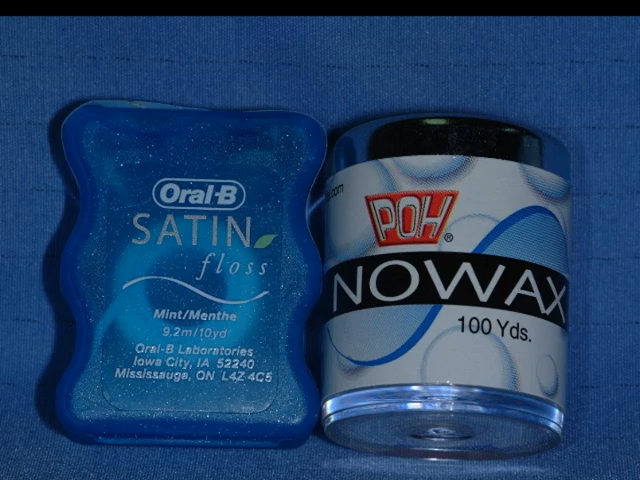 Oral-B
SATIN
floss
Mint/Menthe
9.2m/10yd
Oral-B Laboratories
Iowa City, IA 52240
Mississauga, ON L4Z 4C5
.com
POH®
NOWAX
100 Yds.